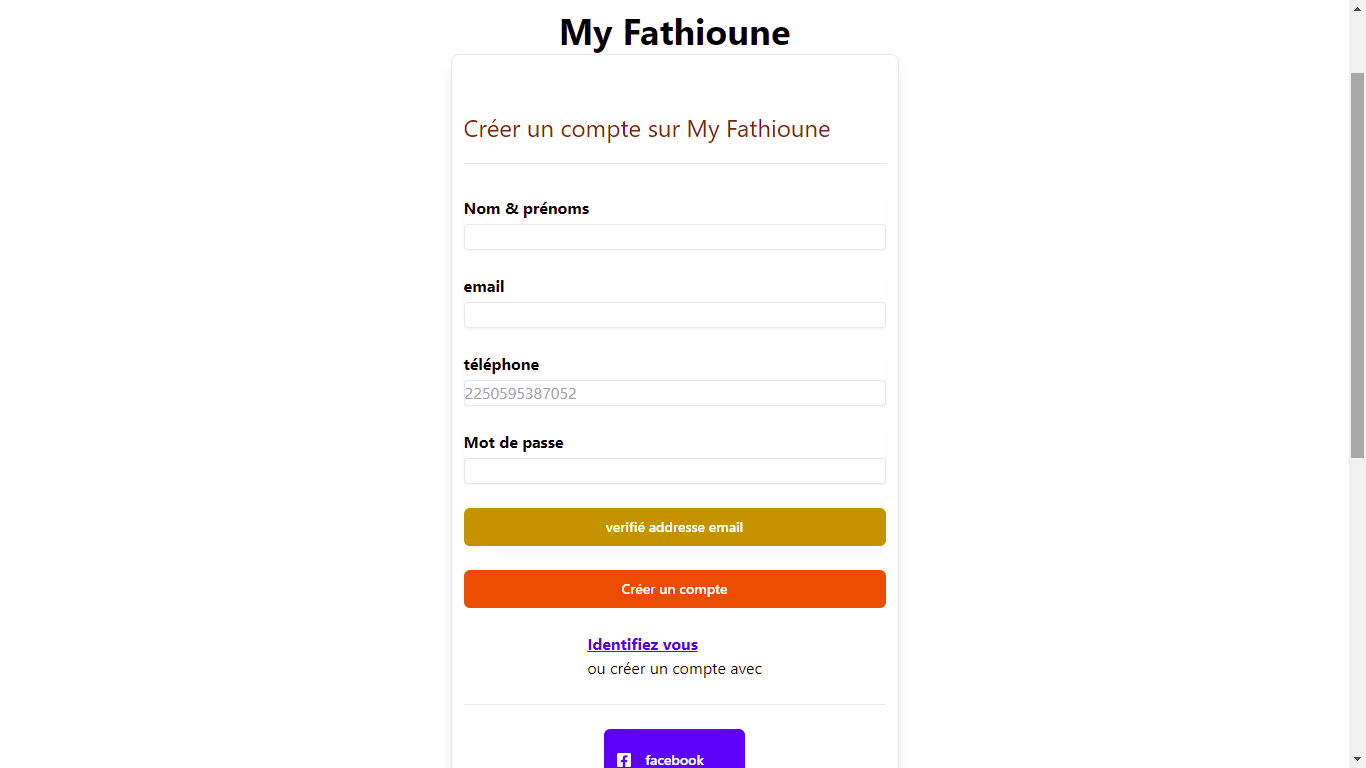 My Fathioune
Créer un compte sur My Fathioune
Nom & prénoms
email
téléphone
2250595387052
Mot de passe
verifié addresse email
Créer un compte
Identifiez vous
ou créer un compte avec
facebook